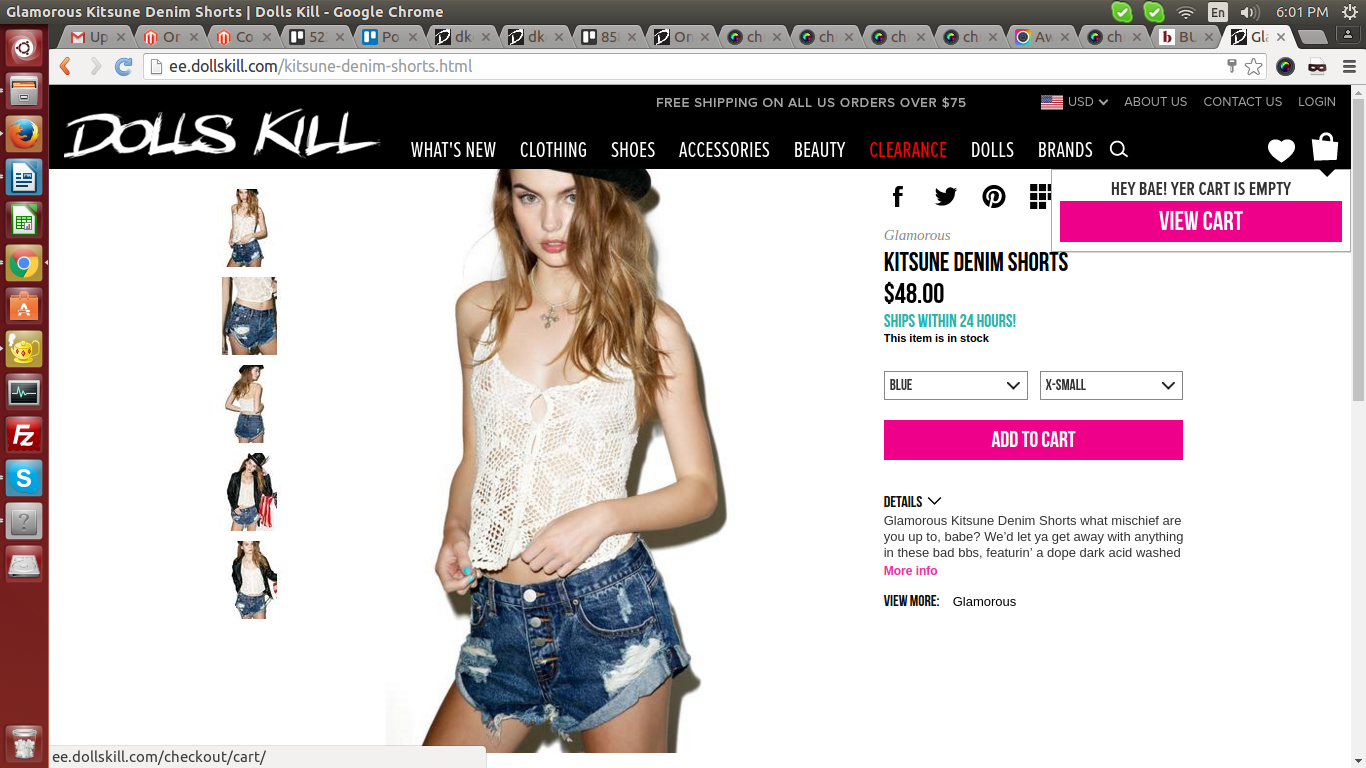 Glamorous Kitsune Denim Shorts | Dolls Kill - Google Chrome
En
6:01 PM
Up
Or
Co
52
Po
dk
dk
85
Or
ch
ch
ch
ch
Av
ch
BU
Gla
ee.dollskill.com/kitsune-denim-shorts.html
FREE SHIPPING ON ALL US ORDERS OVER $75
USD
ABOUT US
CONTACT US
LOGIN
DOLLS KILL
WHAT'S NEW
CLOTHING
SHOES
ACCESSORIES
BEAUTY
CLEARANCE
DOLLS
BRANDS
HEY BAE! YER CART IS EMPTY
VIEW CART
Glamorous
KITSUNE DENIM SHORTS
$48.00
SHIPS WITHIN 24 HOURS!
This item is in stock
BLUE
X-SMALL
ADD TO CART
DETAILS
Glamorous Kitsune Denim Shorts what mischief are
you up to, babe? We'd let ya get away with anything
in these bad bbs, featurin' a dope dark acid washed
More info
VIEW MORE: Glamorous
ee.dollskill.com/checkout/cart/